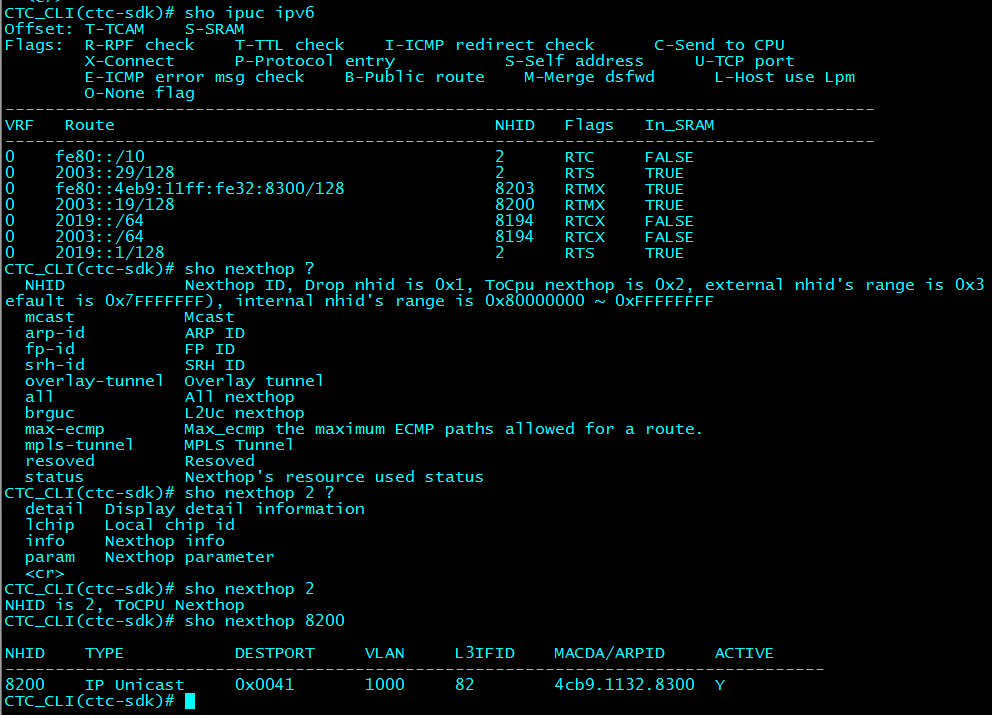 CTC_CLI(ctc-sdk)# sho ipuc ipv6
Offset: T-TCAM    S-SRAM
Flags:  R-RPF check    T-TTL check    I-ICMP redirect check      C-Send to CPU
        X-Connect      P-Protocol entry           S-Self address     U-TCP port
        E-ICMP error msg check    B-Public route    M-Merge dsfwd      L-Host use Lpm
        O-None flag
---------------------------------------------------------------------------------------
VRF   Route                                      NHID   Flags   In_SRAM
---------------------------------------------------------------------------------------
0    fe80::/10                                   2      RTC     FALSE
0    2003::29/128                                2      RTS     TRUE
0    fe80::4eb9:11ff:fe32:8300/128               8203   RTMX    TRUE
0    2003::19/128                                8200   RTMX    TRUE
0    2019::/64                                   8194   RTCX    FALSE
0    2003::/64                                   8194   RTCX    FALSE
0    2019::1/128                                 2      RTS     TRUE
CTC_CLI(ctc-sdk)# sho nexthop ?
  NHID            Nexthop ID, Drop nhid is 0x1, ToCpu nexthop is 0x2, external nhid's range is 0x3
efault is 0x7FFFFFFF), internal nhid's range is 0x80000000 ~ 0xFFFFFFFF
  mcast           Mcast
  arp-id          ARP ID
  fp-id           FP ID
  srh-id          SRH ID
  overlay-tunnel  Overlay tunnel
  all             All nexthop
  brguc           L2Uc nexthop
  max-ecmp        Max_ecmp the maximum ECMP paths allowed for a route.
  mpls-tunnel     MPLS Tunnel
  resoved         Resoved
  status          Nexthop's resource used status
CTC_CLI(ctc-sdk)# sho nexthop 2 ?
  detail  Display detail information
  lchip   Local chip id
  info    Nexthop info
  param   Nexthop parameter
  <cr>
CTC_CLI(ctc-sdk)# sho nexthop 2
NHID is 2, ToCPU Nexthop
CTC_CLI(ctc-sdk)# sho nexthop 8200
NHID    TYPE           DESTPORT     VLAN     L3IFID    MACDA/ARPID     ACTIVE
----------------------------------------------------------------------------------
8200    IP Unicast     0x0041       1000     82        4cb9.1132.8300  Y
CTC_CLI(ctc-sdk)#